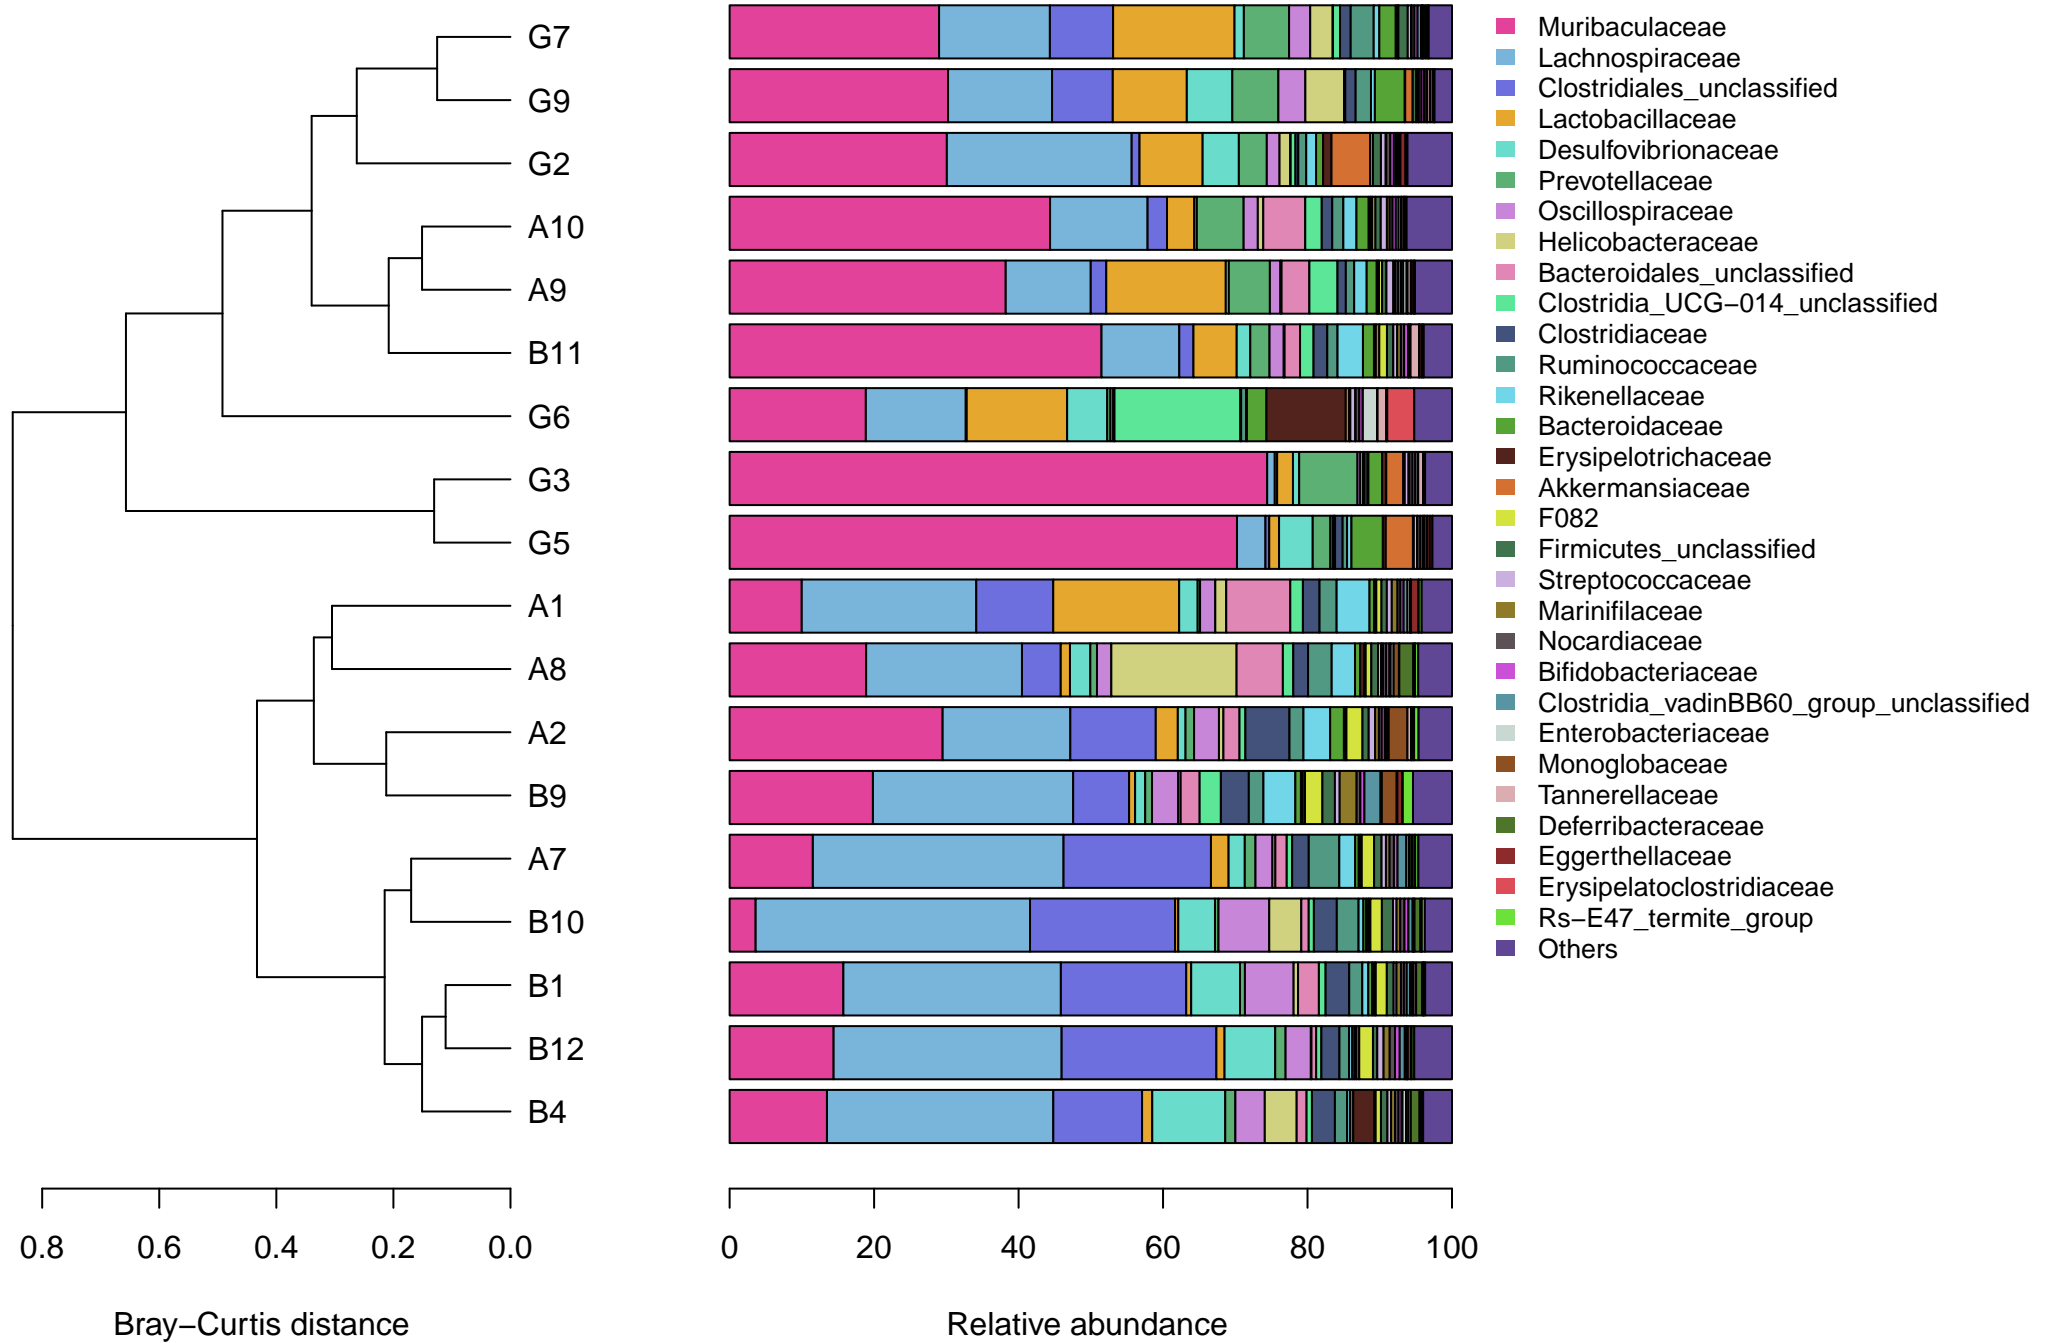 G7
G9
G2
A10
A9
B11
G6
G3
G5
A1
A8
A2
B9
A7
B10
B1
B12
B4
0.8 0.6 0.4 0.2 0.0
Bray−Curtis distance
0 20 40 60 80 100
Relative abundance
Muribaculaceae
Lachnospiraceae
Clostridiales_unclassified
Lactobacillaceae
Desulfovibrionaceae
Prevotellaceae
Oscillospiraceae
Helicobacteraceae
Bacteroidales_unclassified
Clostridia_UCG−014_unclassified
Clostridiaceae
Ruminococcaceae
Rikenellaceae
Bacteroidaceae
Erysipelotrichaceae
Akkermansiaceae
F082
Firmicutes_unclassified
Streptococcaceae
Marinifilaceae
Nocardiaceae
Bifidobacteriaceae
Clostridia_vadinBB60_group_unclassified
Enterobacteriaceae
Monoglobaceae
Tannerellaceae
Deferribacteraceae
Eggerthellaceae
Erysipelatoclostridiaceae
Rs−E47_termite_group
Others